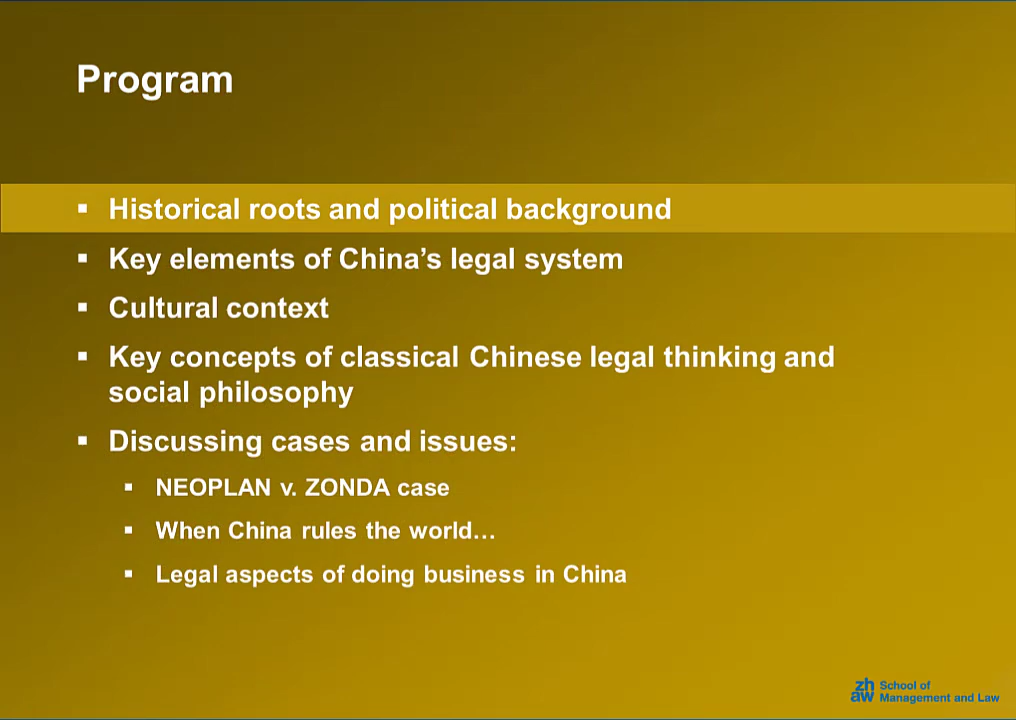 Program
▪ Historical roots and political background
▪ Key elements of China’s legal system
▪ Cultural context
▪ Key concepts of classical Chinese legal thinking and
social philosophy
▪ Discussing cases and issues:
▪ NEOPLAN v. ZONDA case
▪ When China rules the world…
▪ Legal aspects of doing business in China
zh School of
aw Management and Law